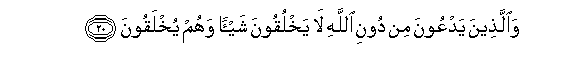 وَٱلَّذِينَ يَدْعُونَ مِن دُونِ ٱللَّهِ لَا يَخْلُقُونَ شَيْـًٔا وَهُمْ يُخْلَقُونَ ۝٢٠